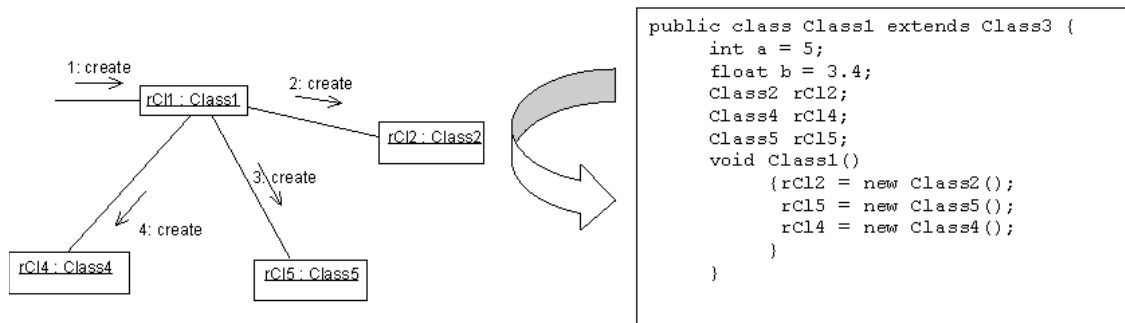 1: create
rCl1 : Class1
2: create
rCl2 : Class2
3: create
4: create
rCl4 : Class4
rCl5 : Class5
public class Class1 extends Class3 {
int a = 5;
float b = 3.4;
Class2 rCl2;
Class4 rCl4;
Class5 rCl5;
void Class1()
{rCl2 = new Class2();
rCl5 = new Class5();
rCl4 = new Class4();
}
}